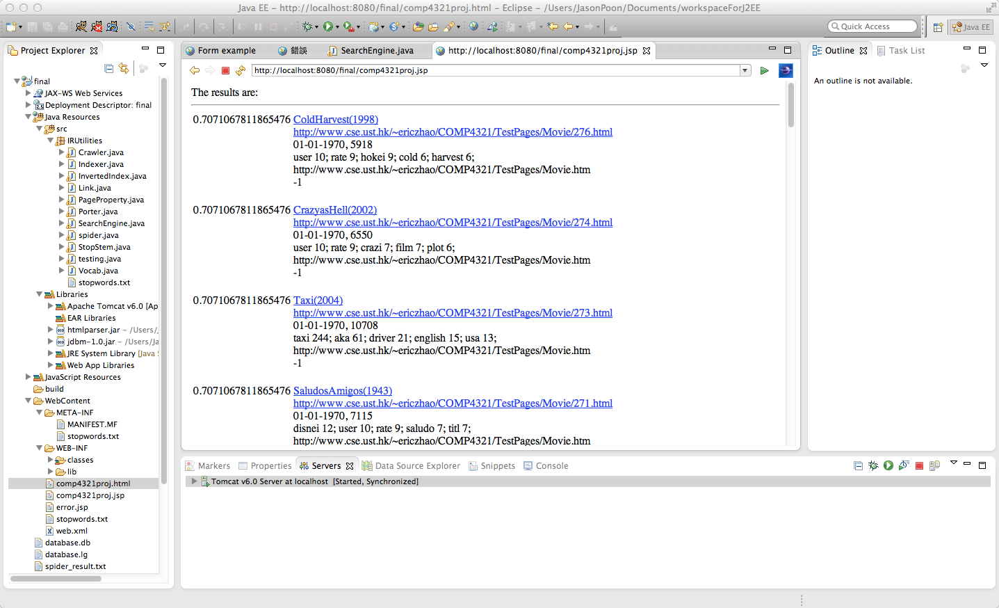 Java EE – http://localhost:8080/final/comp4321proj.html – Eclipse – /Users/JasonPoon/Documents/workspaceForJ2EE
Quick Access
Java EE
Project Explorer
final
JAX-WS Web Services
Deployment Descriptor: final
Java Resources
src
IRUtilities
Crawler.java
Indexer.java
InvertedIndex.java
Link.java
PageProperty.java
Porter.java
SearchEngine.java
spider.java
StopStem.java
testing.java
Vocab.java
stopwords.txt
Libraries
Apache Tomcat v6.0 [Ap
EAR Libraries
htmlparser.jar – /Users/J
jdbm-1.0.jar – /Users/Ja
JRE System Library [Java S
Web App Libraries
JavaScript Resources
build
WebContent
META-INF
MANIFEST.MF
stopwords.txt
WEB-INF
classes
lib
comp4321proj.html
comp4321proj.jsp
error.jsp
stopwords.txt
web.xml
database.db
database.lg
spider_result.txt
Form example
錯誤
SearchEngine.java
http://localhost:8080/final/comp4321proj.jsp
http://localhost:8080/final/comp4321proj.jsp
The results are:
0.7071067811865476 ColdHarvest(1998)
http://www.cse.ust.hk/~ericzhao/COMP4321/TestPages/Movie/276.html
01-01-1970, 5918
user 10; rate 9; hokei 9; cold 6; harvest 6;
http://www.cse.ust.hk/~ericzhao/COMP4321/TestPages/Movie.htm
-1
0.7071067811865476 CrazyasHell(2002)
http://www.cse.ust.hk/~ericzhao/COMP4321/TestPages/Movie/274.html
01-01-1970, 6550
user 10; rate 9; crazi 7; film 7; plot 6;
http://www.cse.ust.hk/~ericzhao/COMP4321/TestPages/Movie.htm
-1
0.7071067811865476 Taxi(2004)
http://www.cse.ust.hk/~ericzhao/COMP4321/TestPages/Movie/273.html
01-01-1970, 10708
taxi 244; aka 61; driver 21; english 15; usa 13;
http://www.cse.ust.hk/~ericzhao/COMP4321/TestPages/Movie.htm
-1
0.7071067811865476 SaludosAmigos(1943)
http://www.cse.ust.hk/~ericzhao/COMP4321/TestPages/Movie/271.html
01-01-1970, 7115
disnei 12; user 10; rate 9; saludo 7; titl 7;
http://www.cse.ust.hk/~ericzhao/COMP4321/TestPages/Movie.htm
Outline
Task List
An outline is not available.
Markers
Properties
Servers
Data Source Explorer
Snippets
Console
Tomcat v6.0 Server at localhost [Started, Synchronized]